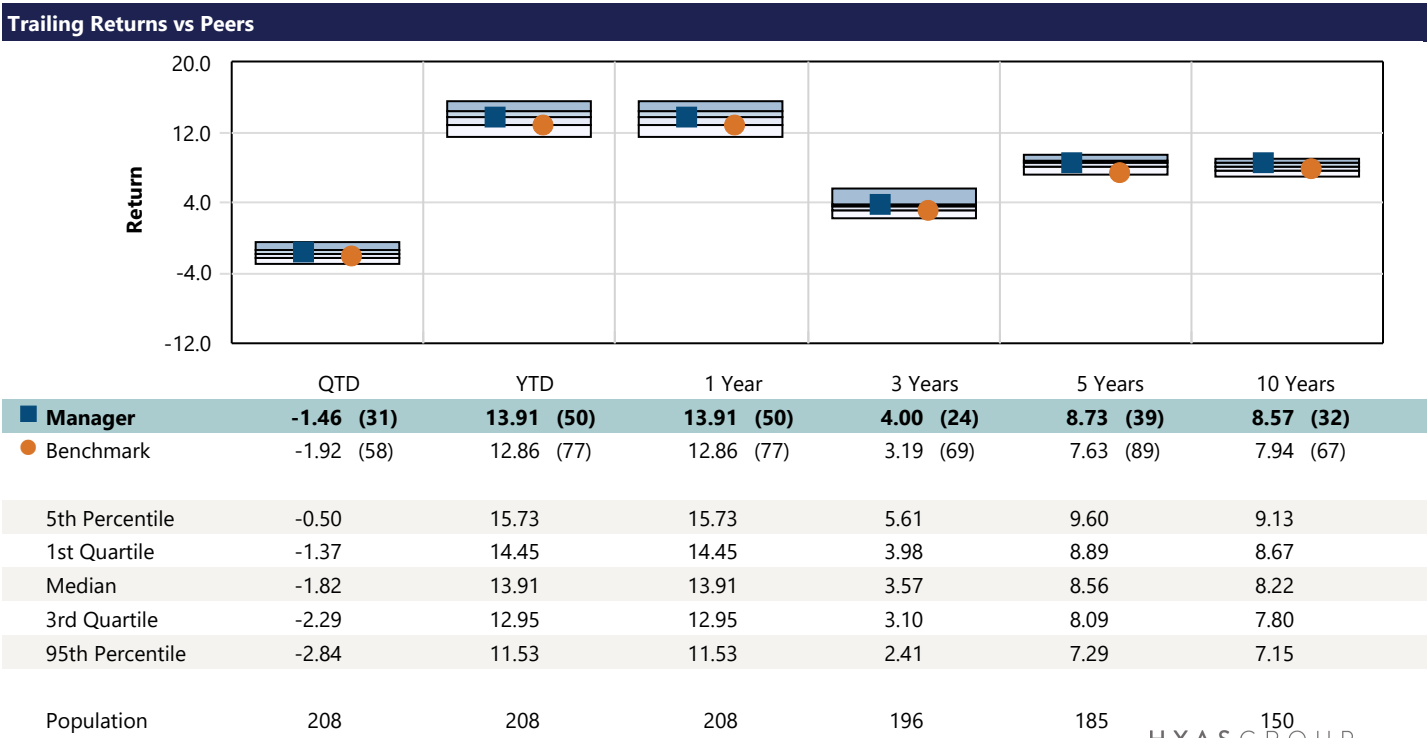 Trailing Returns vs Peers
20.0
12.0
4.0
-4.0
-12.0
Return
QTD YTD 1 Year 3 Years 5 Years 10 Years
Manager -1.46 (31) 13.91 (50) 13.91 (50) 4.00 (24) 8.73 (39) 8.57 (32)
Benchmark -1.92 (58) 12.86 (77) 12.86 (77) 3.19 (69) 7.63 (89) 7.94 (67)
5th Percentile -0.50 15.73 15.73 5.61 9.60 9.13
1st Quartile -1.37 14.45 14.45 3.98 8.89 8.67
Median -1.82 13.91 13.91 3.57 8.56 8.22
3rd Quartile -2.29 12.95 12.95 3.10 8.09 7.80
95th Percentile -2.84 11.53 11.53 2.41 7.29 7.15
Population 208 208 208 196 185 150
HYAS GROUP